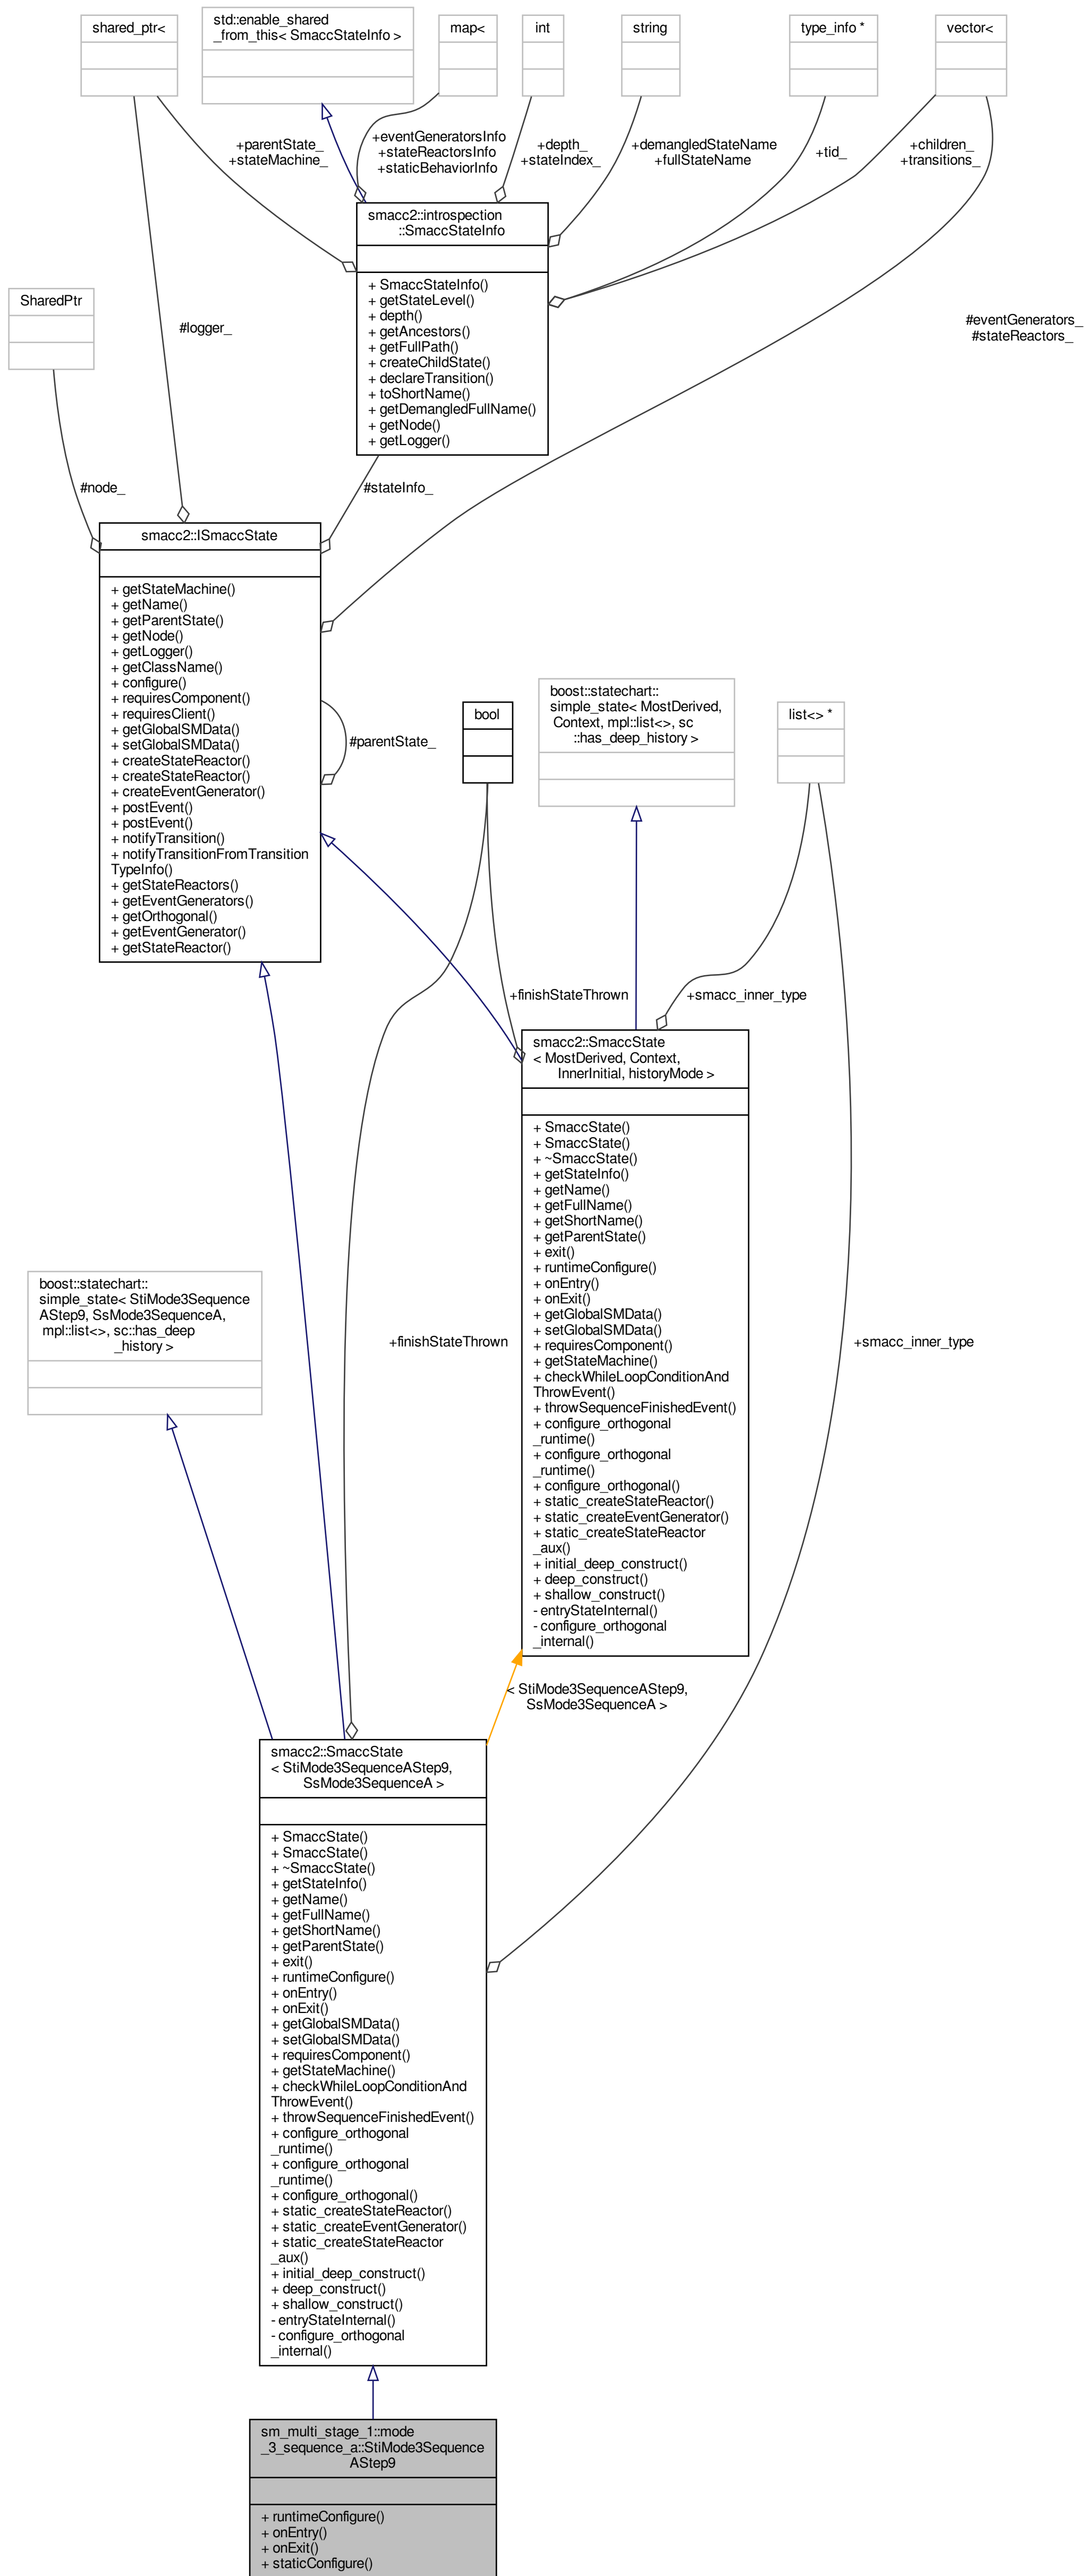 shared_ptr<
std::enable_shared
_from_this< SmaccStateInfo >
map<
int
string
type_info *
vector<
+parentState_
+stateMachine_
+eventGeneratorsInfo
+stateReactorsInfo
+staticBehaviorInfo
+depth_
+stateIndex_
+demangledStateName
+fullStateName
+tid_
+children_
+transitions_
smacc2::introspection
::SmaccStateInfo
+ SmaccStateInfo()
+ getStateLevel()
+ depth()
+ getAncestors()
+ getFullPath()
+ createChildState()
+ declareTransition()
+ toShortName()
+ getDemangledFullName()
+ getNode()
+ getLogger()
SharedPtr
#logger_
#eventGenerators_
#stateReactors_
#node_
#stateInfo_
smacc2::ISmaccState
+ getStateMachine()
+ getName()
+ getParentState()
+ getNode()
+ getLogger()
+ getClassName()
+ configure()
+ requiresComponent()
+ requiresClient()
+ getGlobalSMData()
+ setGlobalSMData()
+ createStateReactor()
+ createStateReactor()
+ createEventGenerator()
+ postEvent()
+ postEvent()
+ notifyTransition()
+ notifyTransitionFromTransition
TypeInfo()
+ getStateReactors()
+ getEventGenerators()
+ getOrthogonal()
+ getEventGenerator()
+ getStateReactor()
#parentState_
bool
boost::statechart::
simple_state< MostDerived,
Context, mpl::list<>, sc
::has_deep_history >
list<> *
+finishStateThrown
+smacc_inner_type
smacc2::SmaccState
< MostDerived, Context,
InnerInitial, historyMode >
+ SmaccState()
+ SmaccState()
+ ~SmaccState()
+ getStateInfo()
+ getName()
+ getFullName()
+ getShortName()
+ getParentState()
+ exit()
+ runtimeConfigure()
+ onEntry()
+ onExit()
+ getGlobalSMData()
+ setGlobalSMData()
+ requiresComponent()
+ getStateMachine()
+ checkWhileLoopConditionAnd
ThrowEvent()
+ throwSequenceFinishedEvent()
+ configure_orthogonal
_runtime()
+ configure_orthogonal
_runtime()
+ configure_orthogonal()
+ static_createStateReactor()
+ static_createEventGenerator()
+ static_createStateReactor
_aux()
+ initial_deep_construct()
+ deep_construct()
+ shallow_construct()
- entryStateInternal()
- configure_orthogonal
_internal()
boost::statechart::
simple_state< StiMode3Sequence
AStep9, SsMode3SequenceA,
mpl::list<>, sc::has_deep
_history >
+finishStateThrown
+smacc_inner_type
< StiMode3SequenceAStep9,
SsMode3SequenceA >
smacc2::SmaccState
< StiMode3SequenceAStep9,
SsMode3SequenceA >
+ SmaccState()
+ SmaccState()
+ ~SmaccState()
+ getStateInfo()
+ getName()
+ getFullName()
+ getShortName()
+ getParentState()
+ exit()
+ runtimeConfigure()
+ onEntry()
+ onExit()
+ getGlobalSMData()
+ setGlobalSMData()
+ requiresComponent()
+ getStateMachine()
+ checkWhileLoopConditionAnd
ThrowEvent()
+ throwSequenceFinishedEvent()
+ configure_orthogonal
_runtime()
+ configure_orthogonal
_runtime()
+ configure_orthogonal()
+ static_createStateReactor()
+ static_createEventGenerator()
+ static_createStateReactor
_aux()
+ initial_deep_construct()
+ deep_construct()
+ shallow_construct()
- entryStateInternal()
- configure_orthogonal
_internal()
sm_multi_stage_1::mode
_3_sequence_a::StiMode3Sequence
AStep9
+ runtimeConfigure()
+ onEntry()
+ onExit()
+ staticConfigure()